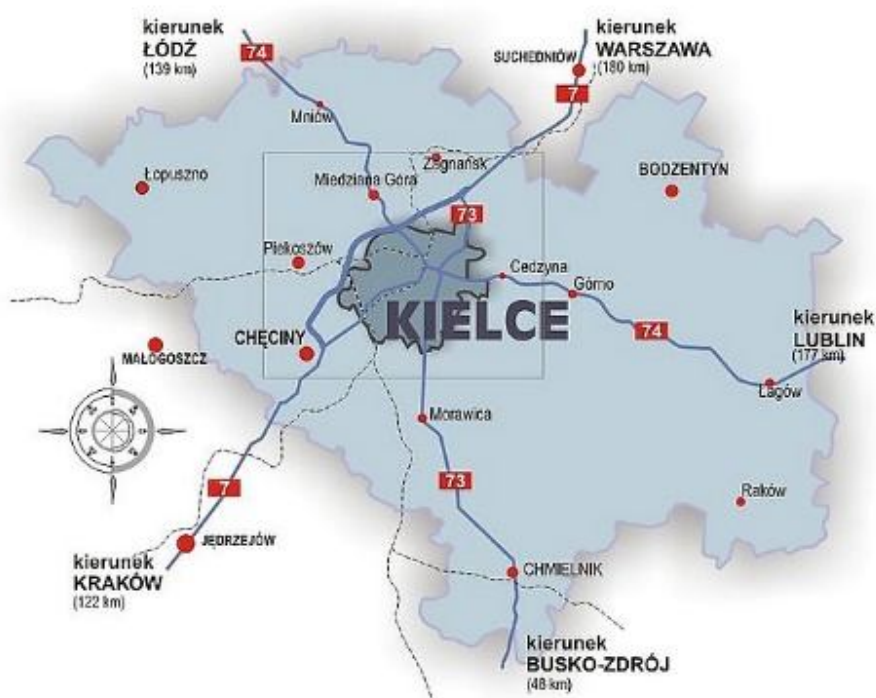 kierunek
ŁÓDŹ
(139 km)
74
kierunek
WARSZAWA
(180 km)
SUCHEDNIÓW
7
Mniów
Zagnańsk
Łopuszno
Miedziana Góra
BODZENTYN
73
Piekoszów
Cedzyna
Górno
KIELCE
CHĘCINY
MAŁOGOSZCZ
74
kierunek
LUBLIN
(177 km)
Łagów
Morawica
7
73
Raków
JĘDRZEJÓW
kierunek
KRAKÓW
(122 km)
CHMIELNIK
kierunek
BUSKO-ZDRÓJ
(48 km)